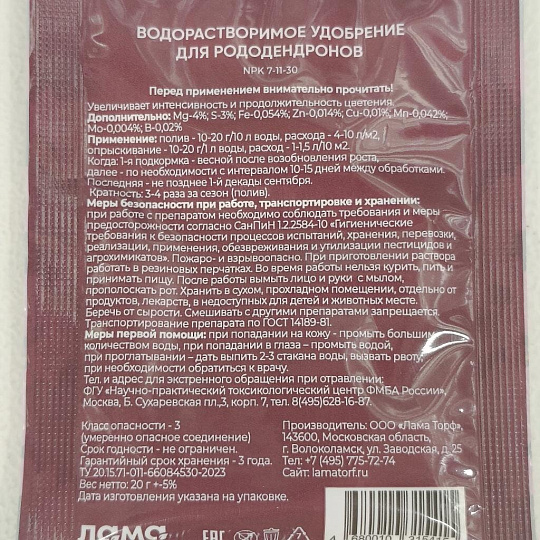 ВОДОРАСТВОРИМОЕ УДОБРЕНИЕ
ДЛЯ РОДОДЕНДРОНОВ
NPK 7-11-30
Перед применением внимательно прочитать!
Увеличивает интенсивность и продолжительность цветения.
Дополнительно: Mg-4%; S-3%; Fe-0,054%; Zn-0,014%; Cu-0,01%; Mn-0,042%;
Mo-0,004%; B-0,02%
Применение: полив - 10-20 г/10 л воды, расхода - 4-10 л/м2,
опрыскивание - 10-20 г/1 л воды, расход - 1-1,5 л/10 м2.
Когда: 1-я подкормка - весной после возобновления роста,
далее - по необходимости с интервалом 10-15 дней между обработками.
Последняя - не позднее 1-й декады сентября.
Кратность: 3-4 раза за сезон (полив).
Меры безопасности при работе, транспортировке и хранении:
при работе с препаратом необходимо соблюдать требования и меры
предосторожности согласно СанПиН 1.2.2584-10 «Гигиенические
требования к безопасности процессов испытаний, хранения, перевозки,
реализации, применения, обезвреживания и утилизации пестицидов и
агрохимикатов». Пожаро- и взрывоопасно. При приготовлении раствора
работать в резиновых перчатках. Во время работы нельзя курить, пить и
принимать пищу. После работы вымыть лицо и руки с мылом,
прополоскать рот. Хранить в сухом, прохладном помещении, отдельно от
продуктов, лекарств, в недоступных для детей и животных месте.
Беречь от сырости. Смешивать с другими препаратами запрещается.
Транспортирование препарата по ГОСТ 14189-81.
Меры первой помощи: при попадании на кожу - промыть большим
количеством воды, при попадании в глаза – промыть водой,
при проглатывании – дать выпить 2-3 стакана воды, вызвать рвоту,
при необходимости обратиться к врачу.
Тел. и адрес для экстренного обращения при отравлении:
ФГУ «Научно-практический токсикологический центр ФМБА России»,
Москва, Б. Сухаревская пл.,3, корп. 7, тел. 8(495)628-16-87.
Класс опасности - 3
(умеренно опасное соединение)
Срок годности - не ограничен.
Гарантийный срок хранения - 3 года.
ТУ 20.15.71-011-66084530-2023
Вес нетто: 20 г +-5%
Дата изготовления указана на упаковке.
Производитель: ООО «Лама Торф»,
143600, Московская область,
г. Волоколамск, ул. Заводская, д.25
Тел: +7 (495) 775-72-74
Сайт: lamatorf.ru
лама
EAC
7